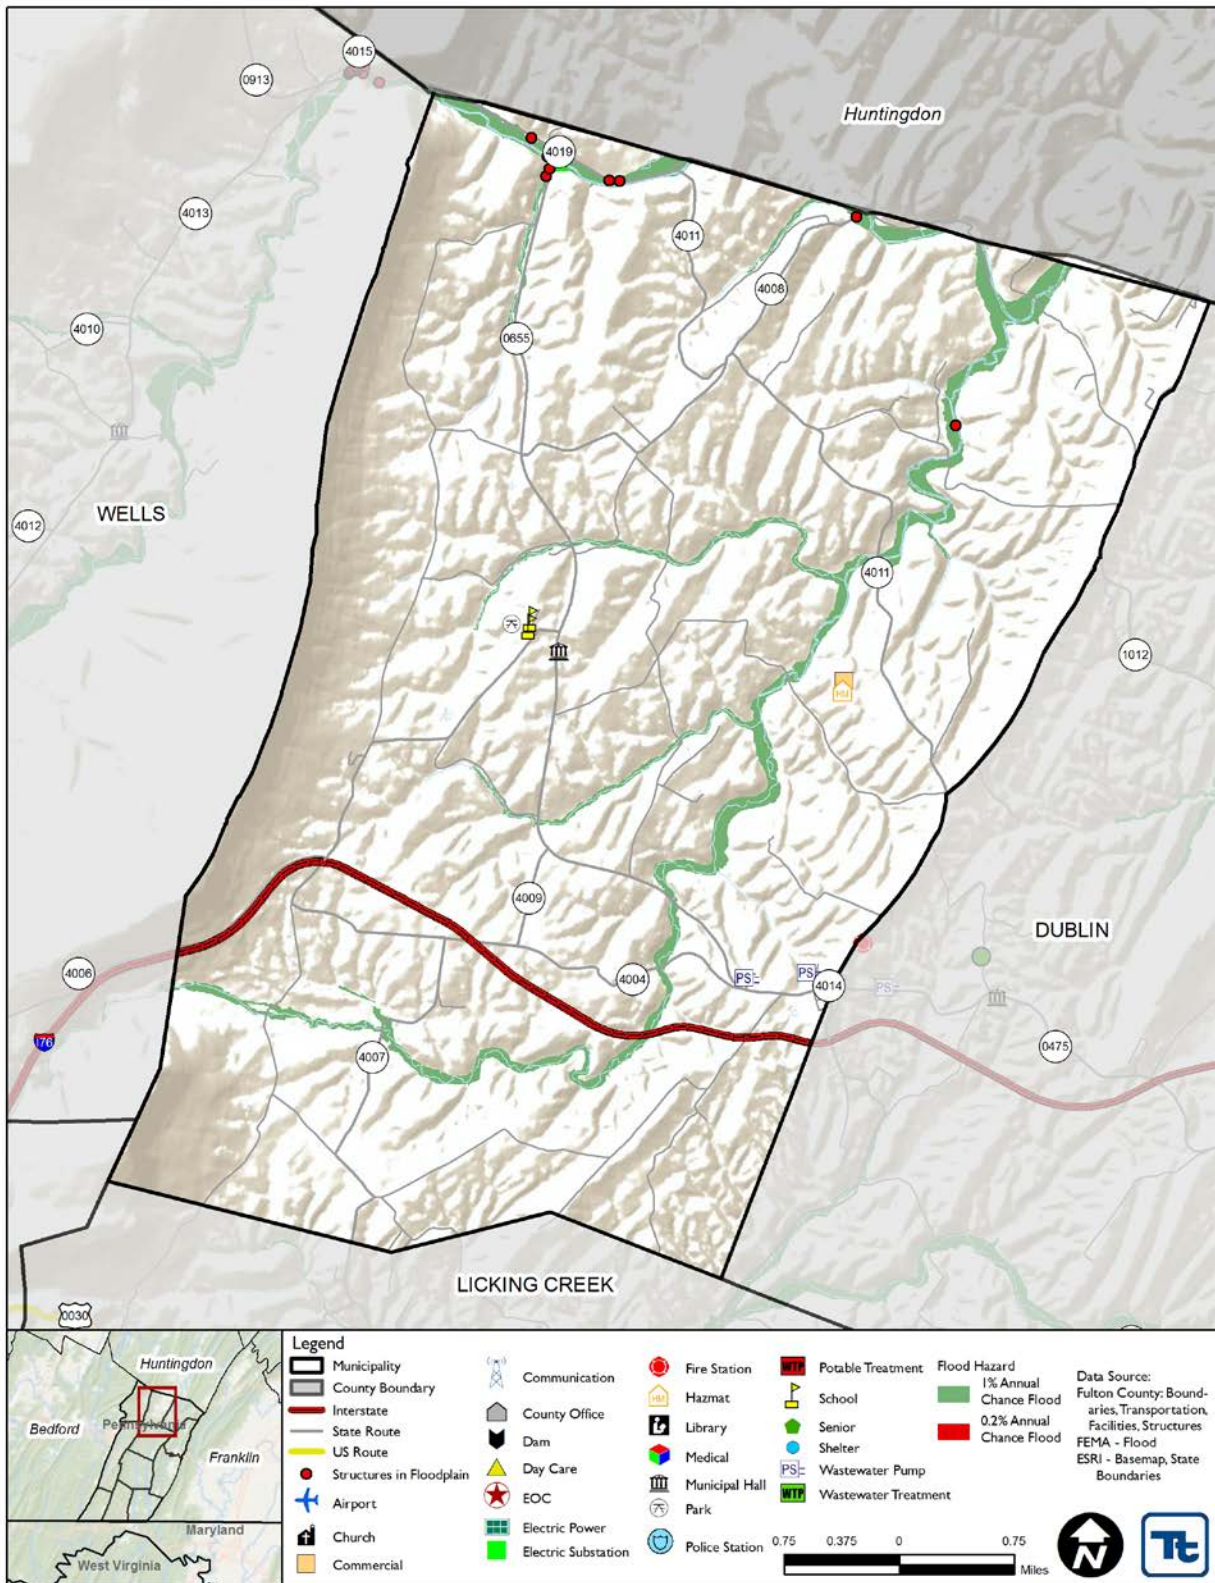 4015
0913
Huntingdon
4019
4013
4011
4008
4010
0655
WELLS
4012
4011
1012
HM
4009
DUBLIN
4006
4004
PS
PS
4014
PS
76
4007
0475
LICKING CREEK
0030
Huntingdon
Bedford
Pennsylvania
Franklin
Maryland
West Virginia
Legend
Municipality
County Boundary
Interstate
State Route
US Route
Structures in Floodplain
Airport
Church
Commercial
Communication
County Office
Dam
Day Care
EOC
Electric Power
Electric Substation
Fire Station
HM Hazmat
Library
Medical
Municipal Hall
Park
Police Station
WTP Potable Treatment
School
Senior
Shelter
PS Wastewater Pump
WTP Wastewater Treatment
Flood Hazard
1% Annual
Chance Flood
0.2% Annual
Chance Flood
Data Source:
Fulton County: Bound-
aries, Transportation,
Facilities, Structures
FEMA - Flood
ESRI - Basemap, State
Boundaries
0.75 0.375 0 0.75
Miles
N
Tt